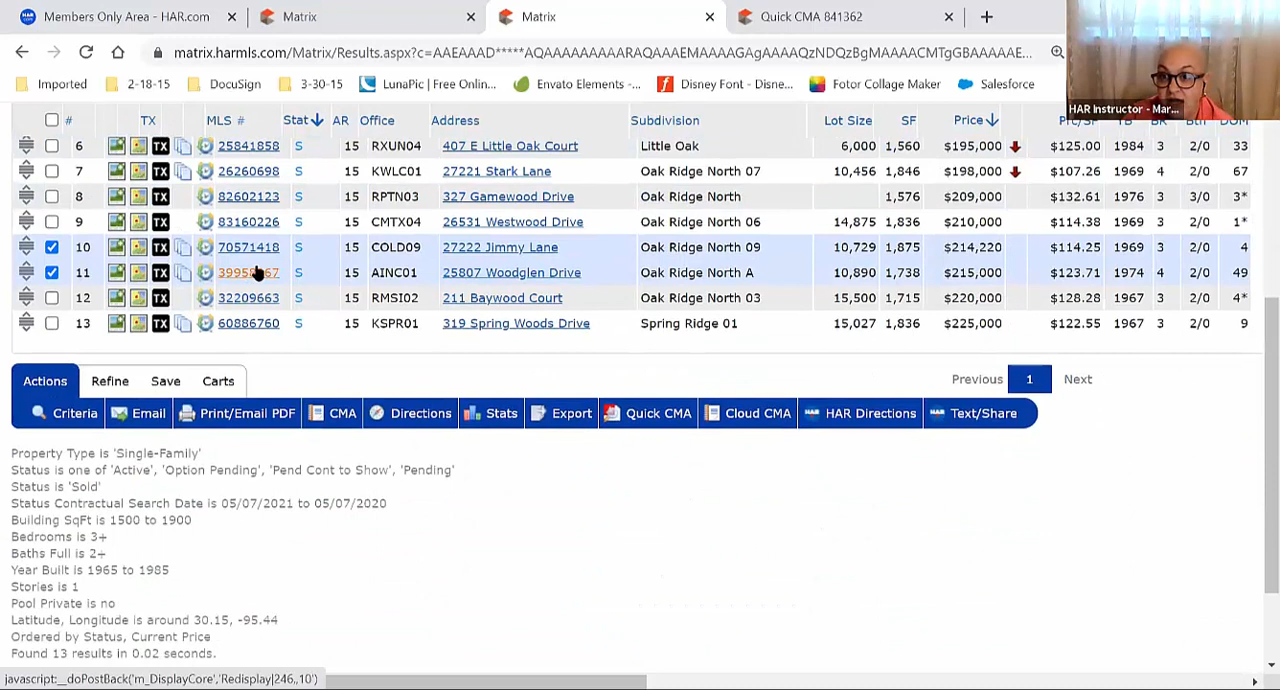 Members Only Area - HAR.com
Matrix
Matrix
Quick CMA 841362
matrix.harmls.com/Matrix/Results.aspx?c=AAEAAAD*****AQAAAAAAAAARAQAAAEMAAAAGAgAAAAQzNDQzBgMAAAACMTgGBAAAAAE...
Imported 2-18-15 DocuSign 3-30-15 LunaPic | Free Onlin... Envato Elements -... Disney Font - Disne... Fotor Collage Maker Salesforce
HAR Instructor - Mar...
# TX MLS # Stat AR Office Address Subdivision Lot Size SF Price
6 TX 25841858 S 15 RXUN04 407 E Little Oak Court Little Oak 6,000 1,560 $195,000 $125.00 1984 3 2/0 33
7 TX 26260698 S 15 KWLC01 27221 Stark Lane Oak Ridge North 07 10,456 1,846 $198,000 $107.26 1969 4 2/0 67
8 TX 82602123 S 15 RPTN03 327 Gamewood Drive Oak Ridge North 1,576 $209,000 $132.61 1976 3 3/0 3*
9 TX 83160226 S 15 CMTX04 26531 Westwood Drive Oak Ridge North 06 14,875 1,836 $210,000 $114.38 1969 3 2/0 1*
10 TX 70571418 S 15 COLD09 27222 Jimmy Lane Oak Ridge North 09 10,729 1,875 $214,220 $114.25 1969 3 2/0 4
11 TX S 15 AINC01 25807 Woodglen Drive Oak Ridge North A 10,890 1,738 $215,000 $123.71 1974 4 2/0 49
12 TX 32209663 S 15 RMSI02 211 Baywood Court Oak Ridge North 03 15,500 1,715 $220,000 $128.28 1967 3 2/0 4*
13 TX 60886760 S 15 KSPR01 319 Spring Woods Drive Spring Ridge 01 15,027 1,836 $225,000 $122.55 1967 3 2/0 9
Actions Refine Save Carts Previous 1 Next
Criteria Email Print/Email PDF CMA Directions Stats Export Quick CMA Cloud CMA HAR Directions Text/Share
Property Type is 'Single-Family'
Status is one of 'Active', 'Option Pending', 'Pend Cont to Show', 'Pending'
Status is 'Sold'
Status Contractual Search Date is 05/07/2021 to 05/07/2020
Building SqFt is 1500 to 1900
Bedrooms is 3+
Baths Full is 2+
Year Built is 1965 to 1985
Stories is 1
Pool Private is no
Latitude, Longitude is around 30.15, -95.44
Ordered by Status, Current Price
Found 13 results in 0.02 seconds.
javascript:__doPostBack('m_DisplayCore','Redisplay|246,,10')